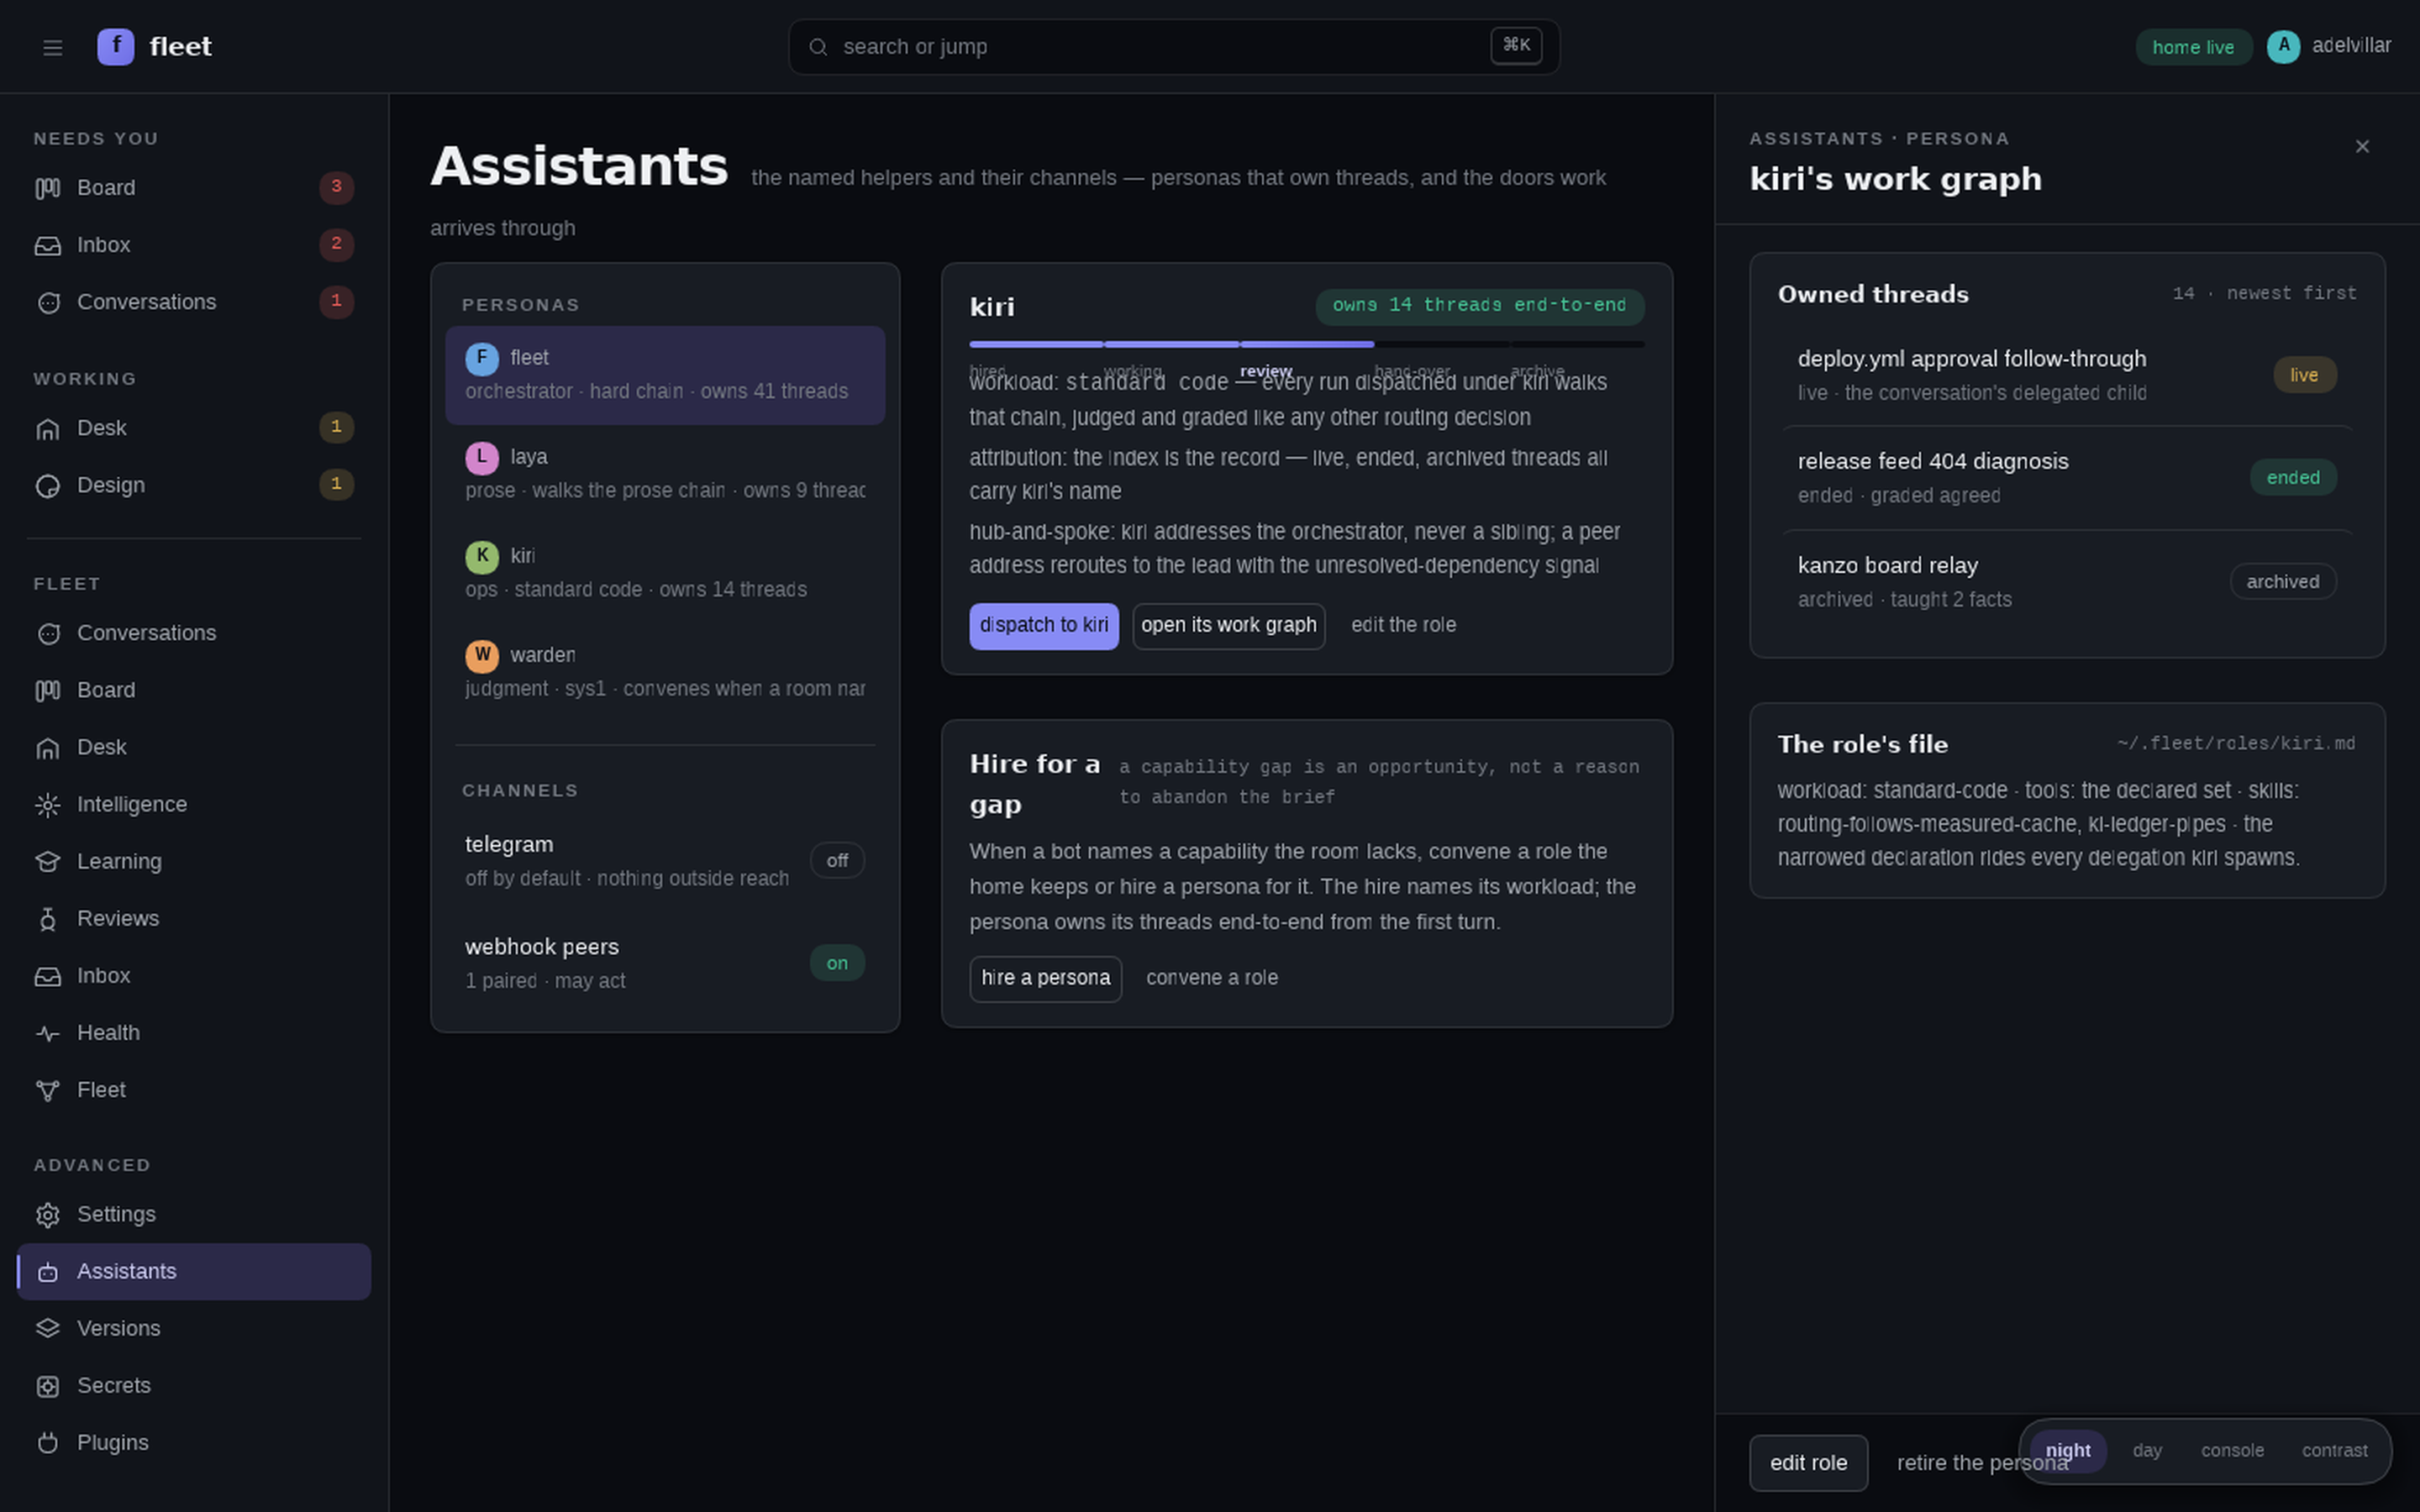 f fleet
search or jump ⌘K
home live A adelvillar
NEEDS YOU
Board 3
Inbox 2
Conversations 1
WORKING
Desk 1
Design 1
FLEET
Conversations
Board
Desk
Intelligence
Learning
Reviews
Inbox
Health
Fleet
ADVANCED
Settings
Assistants
Versions
Secrets
Plugins
Assistants the named helpers and their channels — personas that own threads, and the doors work
arrives through
PERSONAS
F fleet
orchestrator · hard chain · owns 41 threads
L laya
prose · walks the prose chain · owns 9 threac
K kiri
ops · standard code · owns 14 threads
W warden
judgment · sys1 · convenes when a room nar
CHANNELS
telegram
off by default · nothing outside reach
off
webhook peers
1 paired · may act
on
kiri owns 14 threads end-to-end
hired working review hand-over archive
workload: standard code — every run dispatched under kiri walks
that chain, judged and graded like any other routing decision
attribution: the index is the record — live, ended, archived threads all
carry kiri's name
hub-and-spoke: kiri addresses the orchestrator, never a sibling; a peer
address reroutes to the lead with the unresolved-dependency signal
dispatch to kiri open its work graph edit the role
Hire for a
gap
a capability gap is an opportunity, not a reason
to abandon the brief
When a bot names a capability the room lacks, convene a role the
home keeps or hire a persona for it. The hire names its workload; the
persona owns its threads end-to-end from the first turn.
hire a persona convene a role
ASSISTANTS · PERSONA
kiri's work graph
×
Owned threads 14 · newest first
deploy.yml approval follow-through
live · the conversation's delegated child
live
release feed 404 diagnosis
ended · graded agreed
ended
kanzo board relay
archived · taught 2 facts
archived
The role's file ~/.fleet/roles/kiri.md
workload: standard-code · tools: the declared set · skills:
routing-follows-measured-cache, ki-ledger-pipes · the
narrowed declaration rides every delegation kiri spawns.
edit role retire the persona
night day console contrast